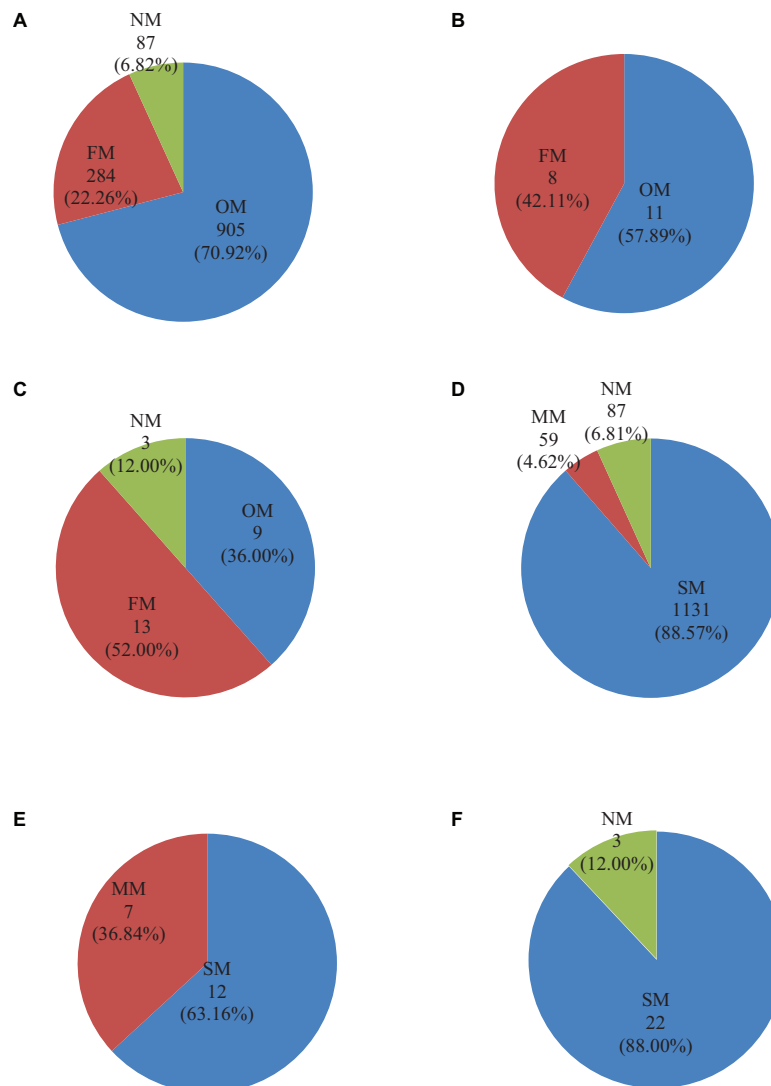 A
NM
87
(6.82%)
FM
284
(22.26%)
OM
905
(70.92%)
B
FM
8
(42.11%)
OM
11
(57.89%)
C
NM
3
(12.00%)
OM
9
(36.00%)
FM
13
(52.00%)
D
NM
87
(6.81%)
MM
59
(4.62%)
SM
1131
(88.57%)
E
MM
7
(36.84%)
SM
12
(63.16%)
F
NM
3
(12.00%)
SM
22
(88.00%)